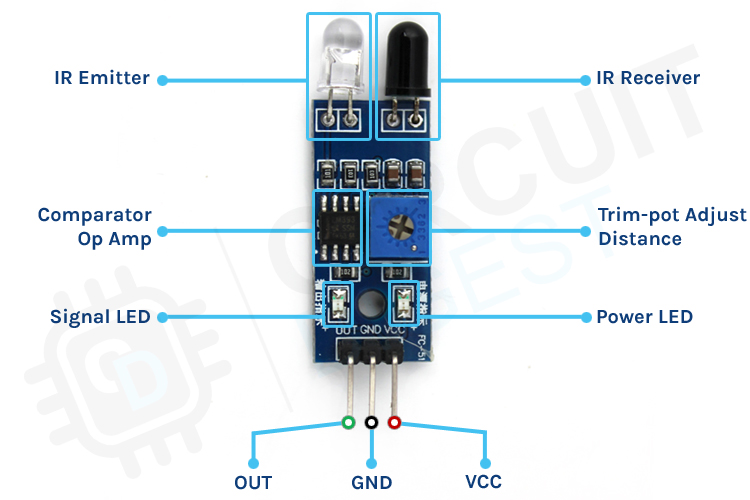 IR Emitter
IR Receiver
CIRCUIT
DIGEST
CD
Comparator
Op Amp
Trim-pot Adjust
Distance
Signal LED
Power LED
OUT GND VCC
OUT
GND
VCC